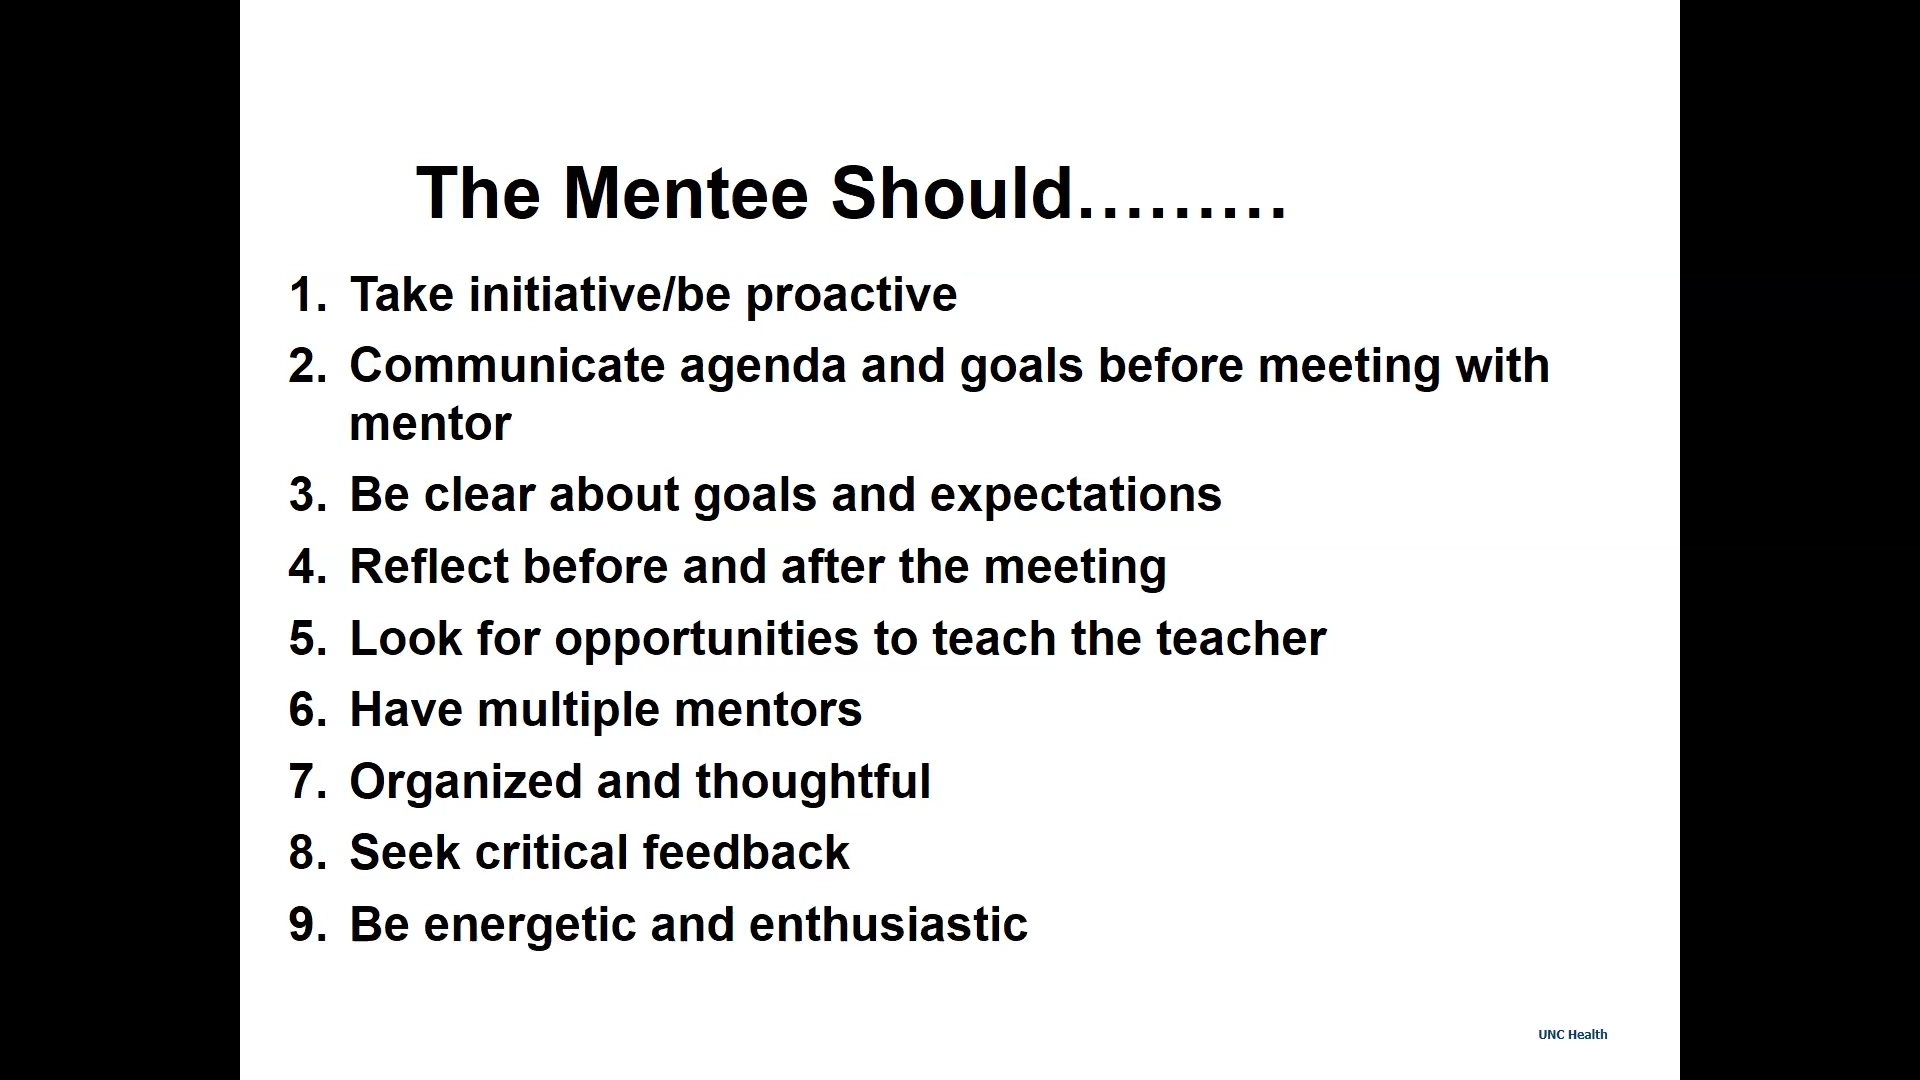 The Mentee Should………
1. Take initiative/be proactive
2. Communicate agenda and goals before meeting with
mentor
3. Be clear about goals and expectations
4. Reflect before and after the meeting
5. Look for opportunities to teach the teacher
6. Have multiple mentors
7. Organized and thoughtful
8. Seek critical feedback
9. Be energetic and enthusiastic
UNC Health